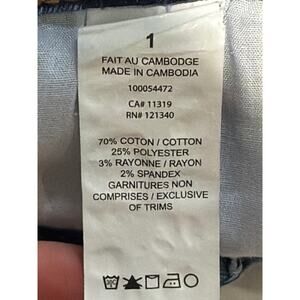 1
FAIT AU CAMBODGE
MADE IN CAMBODIA
100054472
CA# 11319
RN# 121340
70% COTON / COTTON
25% POLYESTER
3% RAYONNE / RAYON
2% SPANDEX
GARNITURES NON
COMPRISES / EXCLUSIVE
OF TRIMS